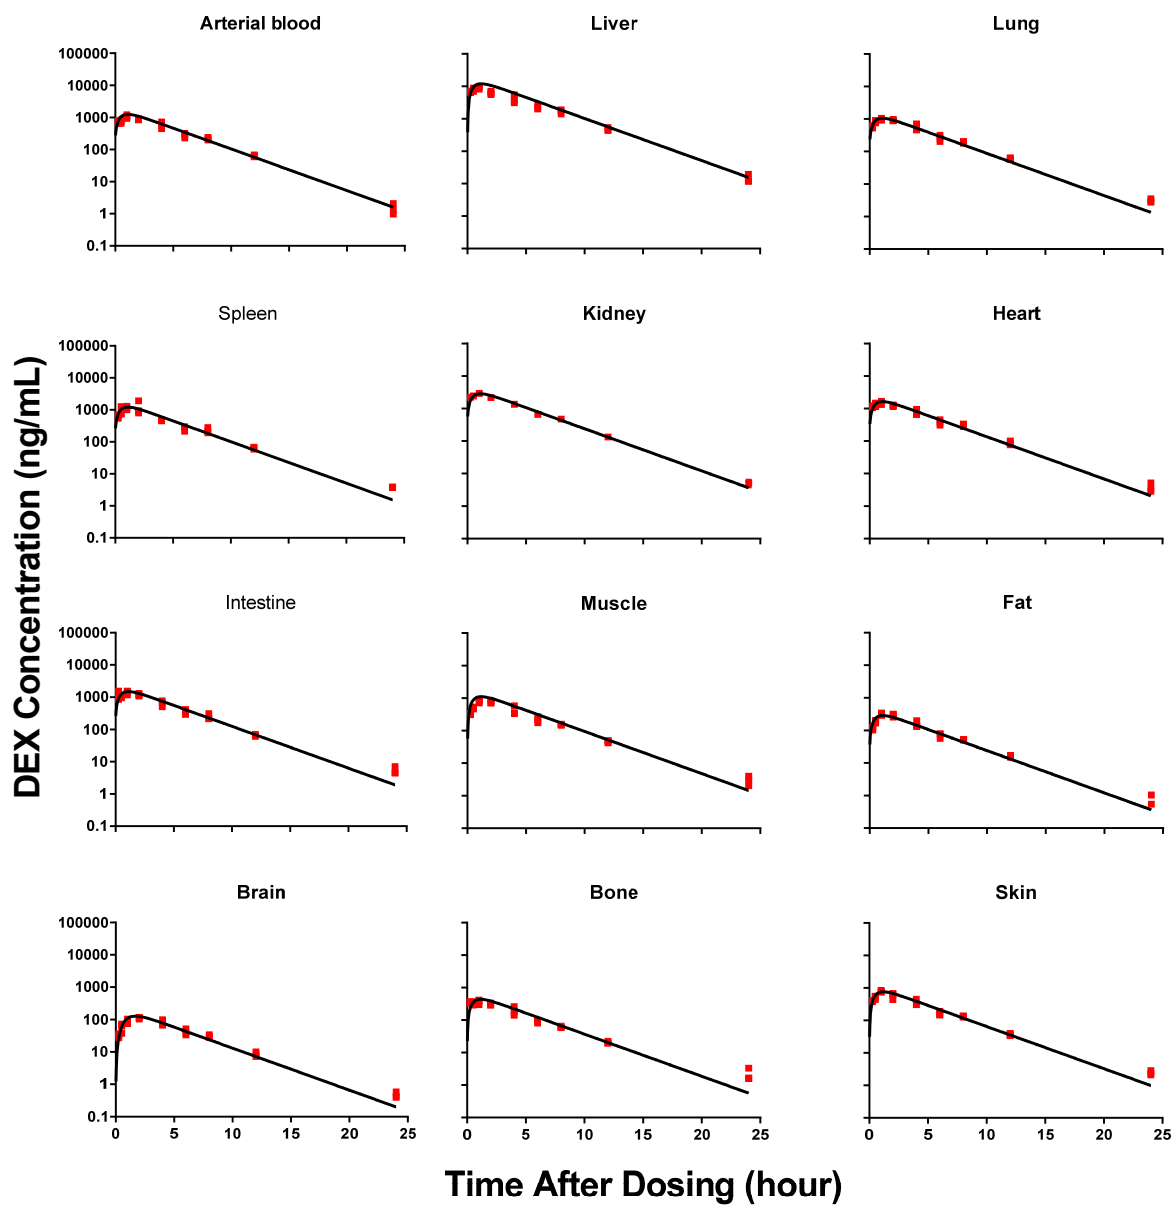 Arterial blood
Liver
Lung
100000
10000
1000
100
10
1
0.1
Spleen
Kidney
Heart
100000
10000
1000
100
10
1
0.1
DEX Concentration (ng/mL)
Intestine
Muscle
Fat
100000
10000
1000
100
10
1
0.1
Brain
Bone
Skin
100000
10000
1000
100
10
1
0.1
0 5 10 15 20 25
0 5 10 15 20 25
0 5 10 15 20 25
Time After Dosing (hour)